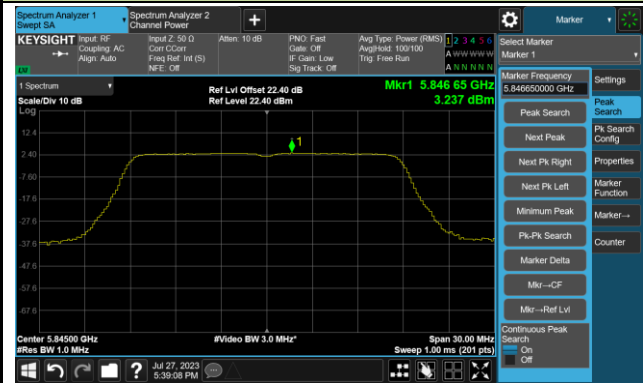 Spectrum Analyzer 1
Swept SA
Spectrum Analyzer 2
Channel Power
Marker
KEYSIGHT
Input: RF
Coupling: AC
Align: Auto
Input Z: 50 Ω
Corr CCorr
Freq Ref: Int (S)
NFE: Off
Atten: 10 dB
PNO: Fast
Gate: Off
IF Gain: Low
Sig Track: Off
Avg Type: Power (RMS)
Avg|Hold: 100/100
Trig: Free Run
1 2 3 4 5 6
A W W W W W
A N N N N N
Select Marker
Marker 1
1 Spectrum
Scale/Div 10 dB
Log
Ref Lvl Offset 22.40 dB
Ref Level 22.40 dBm
Mkr1 5.846 65 GHz
3.237 dBm
12.4
2.40
-7.60
-17.6
-27.6
-37.6
-47.6
-57.6
-67.6
1
Center 5.84500 GHz
#Res BW 1.0 MHz
#Video BW 3.0 MHz*
Span 30.00 MHz
Sweep 1.00 ms (201 pts)
Marker Frequency
5.846650000 GHz
Peak Search
Next Peak
Next Pk Right
Next Pk Left
Minimum Peak
Pk-Pk Search
Marker Delta
Mkr→CF
Mkr→Ref Lvl
Continuous Peak
Search
On
Off
Settings
Peak
Search
Pk Search
Config
Properties
Marker
Function
Marker→
Counter
Jul 27, 2023
5:39:08 PM